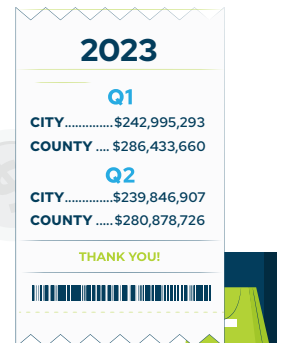 2023
Q1
CITY..............$242,995,293
COUNTY .... $286,433,660
Q2
CITY..............$239,846,907
COUNTY ..... $280,878,726
THANK YOU!